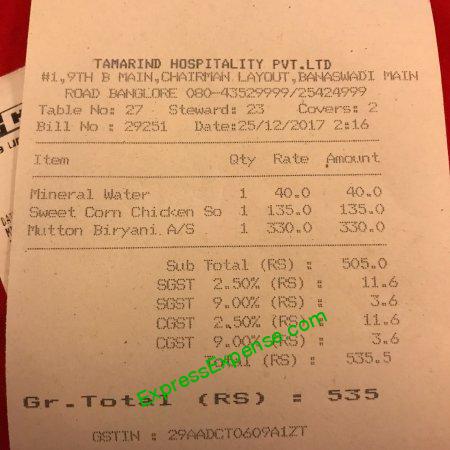 TAMARIND HOSPITALITY PVT.LTD
#1,9TH B MAIN,CHAIRMAN LAYOUT,BANASWADI MAIN
ROAD BANGLORE 080-43529999/25424999
Table No: 27 Steward: 23 Covers: 2
Bill No : 29251 Date:25/12/2017 2:16
Item Qty Rate Amount
Mineral Water 1 40.0 40.0
Sweet Corn Chicken So 1 135.0 135.0
Mutton Biryani A/S 1 330.0 330.0
Sub Total (RS) : 505.0
SGST 2.50% (RS) : 11.6
SGST 9.00% (RS) : 3.6
CGST 2.50% (RS) : 11.6
CGST 9.00% (RS) : 3.6
Total (RS) : 535.5
Gr.Total (RS) : 535
GSTIN : 29AADCT0609A1ZT
ExpressExpense.com